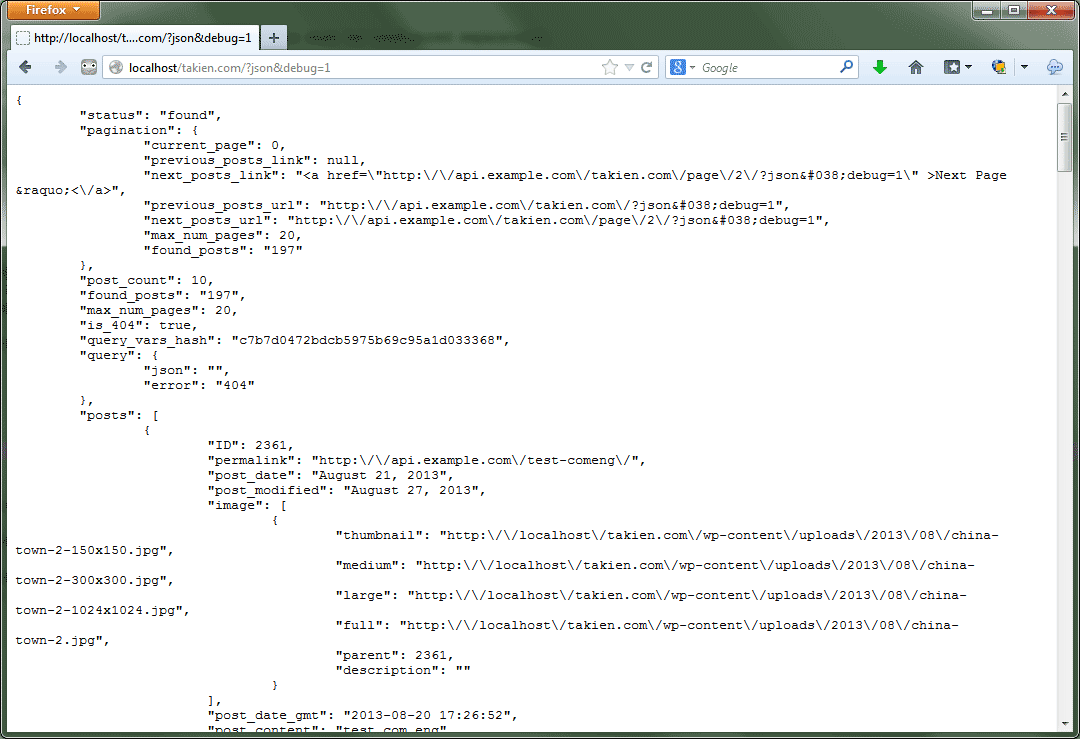 Firefox
http://localhost/t....com/?json&debug=1
localhost/takien.com/?json&debug=1
8
Google
{
"status": "found",
"pagination": {
"current_page": 0,
"previous_posts_link": null,
"next_posts_link": "<a href=\"http:\/\/api.example.com\/takien.com\/page\/2\/?json&#038;debug=1\" >Next Page
&raquo;<\/a>",
"previous_posts_url": "http:\/\/api.example.com\/takien.com\/?json&#038;debug=1",
"next_posts_url": "http:\/\/api.example.com\/takien.com\/page\/2\/?json&#038;debug=1",
"max_num_pages": 20,
"found_posts": "197"
},
"post_count": 10,
"found_posts": "197",
"max_num_pages": 20,
"is_404": true,
"query_vars_hash": "c7b7d0472bdcb5975b69c95a1d033368",
"query": {
"json": "",
"error": "404"
},
"posts": [
{
"ID": 2361,
"permalink": "http:\/\/api.example.com\/test-comeng\/",
"post_date": "August 21, 2013",
"post_modified": "August 27, 2013",
"image": [
{
"thumbnail": "http:\/\/localhost\/takien.com\/wp-content\/uploads\/2013\/08\/china-
town-2-150x150.jpg",
"medium": "http:\/\/localhost\/takien.com\/wp-content\/uploads\/2013\/08\/china-
town-2-300x300.jpg",
"large": "http:\/\/localhost\/takien.com\/wp-content\/uploads\/2013\/08\/china-
town-2-1024x1024.jpg",
"full": "http:\/\/localhost\/takien.com\/wp-content\/uploads\/2013\/08\/china-
town-2.jpg",
"parent": 2361,
"description": ""
}
],
"post_date_gmt": "2013-08-20 17:26:52",
"post_content": "test com eng"